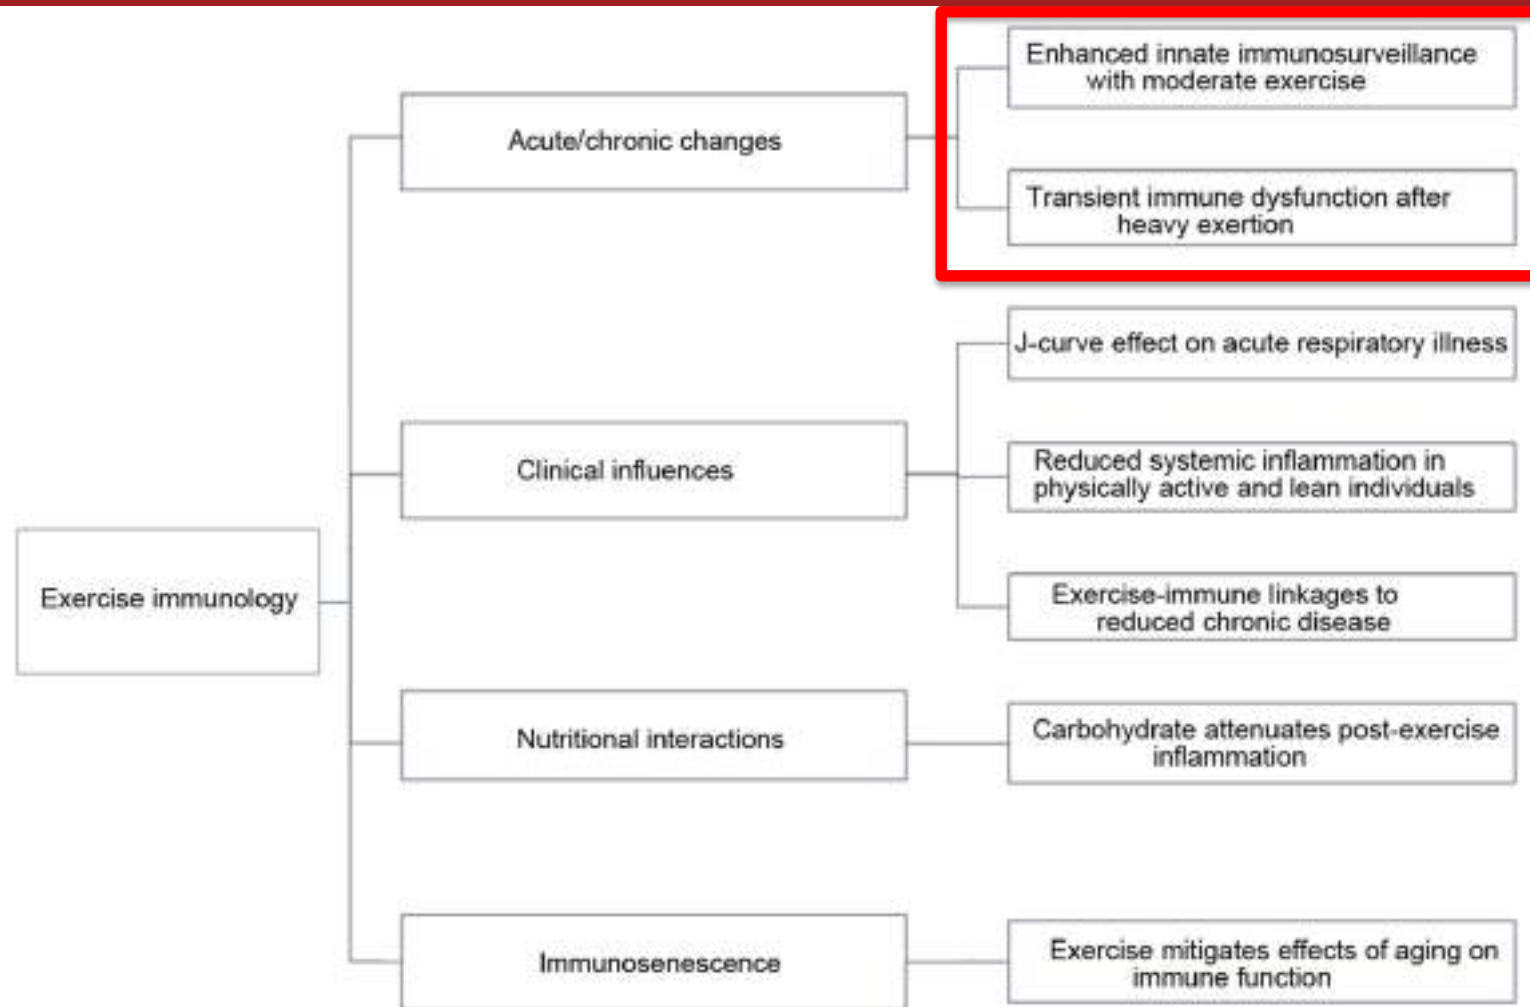 Enhanced innate immunosurveillance
with moderate exercise
Acute/chronic changes
Transient immune dysfunction after
heavy exertion
J-curve effect on acute respiratory illness
Clinical influences
Reduced systemic inflammation in
physically active and lean individuals
Exercise immunology
Exercise-immune linkages to
reduced chronic disease
Nutritional interactions
Carbohydrate attenuates post-exercise
inflammation
Immunosenescence
Exercise mitigates effects of aging on
immune function